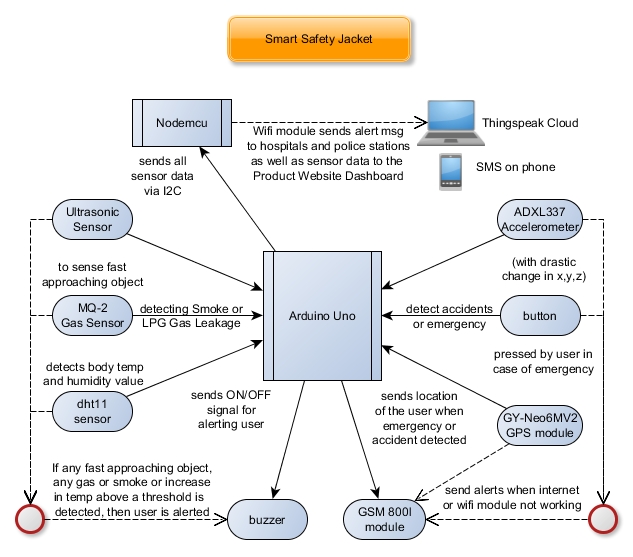 Smart Safety Jacket
Nodemcu
Wifi module sends alert msg
to hospitals and police stations
as well as sensor data to the
Product Website Dashboard
Thingspeak Cloud
SMS on phone
sends all
sensor data
via I2C
Ultrasonic
Sensor
ADXL337
Accelerometer
to sense fast
approaching object
(with drastic
change in x,y,z)
MQ-2
Gas Sensor
detecting Smoke or
LPG Gas Leakage
Arduino Uno
detect accidents
or emergency
button
detects body temp
and humidity value
pressed by user in
case of emergency
dht11
sensor
sends ON/OFF
signal for
alerting user
sends location
of the user when
emergency or
accident detected
GY-Neo6MV2
GPS module
If any fast approaching object,
any gas or smoke or increase
in temp above a threshold is
detected, then user is alerted
buzzer
GSM 800l
module
send alerts when internet
or wifi module not working